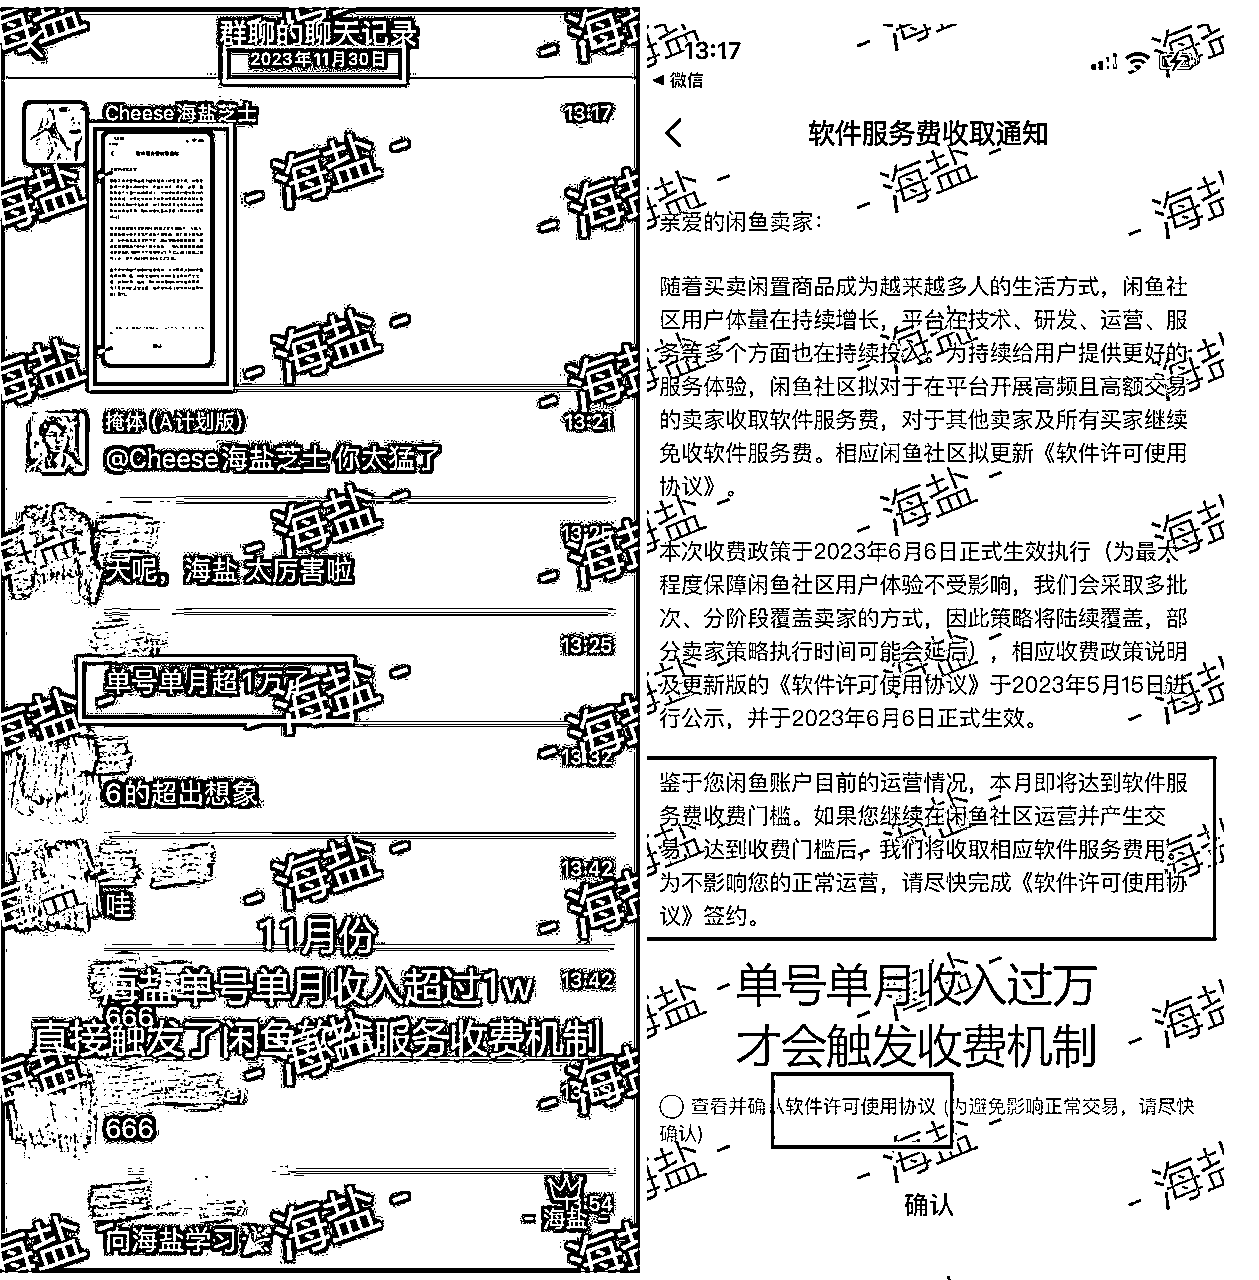 群聊的聊天记录
2023年11月30日
Cheese海盐芝士
13:17
掩体(A计划版)
13:21
@Cheese海盐芝士 你太猛了
13:25
天呢，海盐 太厉害啦
13:25
单号单月超1万了
13:32
6的超出想象
13:42
哇
11月份
海盐单号单月收入超过1w
13:42
666
直接触发了闲鱼软件服务收费机制
666
向海盐学习
- 海盐 -
13:17
微信
软件服务费收取通知
亲爱的闲鱼卖家：
随着买卖闲置商品成为越来越多人的生活方式，闲鱼社
区用户体量在持续增长，平台在技术、研发、运营、服
务等多个方面也在持续投入。为持续给用户提供更好的
服务体验，闲鱼社区拟对于在平台开展高频且高额交易
的卖家收取软件服务费，对于其他卖家及所有买家继续
免收软件服务费。相应闲鱼社区拟更新《软件许可使用
协议》。
本次收费政策于2023年6月6日正式生效执行（为最大
程度保障闲鱼社区用户体验不受影响，我们会采取多批
次、分阶段覆盖卖家的方式，因此策略将陆续覆盖，部
分卖家策略执行时间可能会延后），相应收费政策说明
及更新版的《软件许可使用协议》于2023年5月15日进
行公示，并于2023年6月6日正式生效。
鉴于您闲鱼账户目前的运营情况，本月即将达到软件服
务费收费门槛。如果您继续在闲鱼社区运营并产生交
易，达到收费门槛后，我们将收取相应软件服务费用。
为不影响您的正常运营，请尽快完成《软件许可使用协
议》签约。
单号单月收入过万
才会触发收费机制
查看并确认软件许可使用协议 (为避免影响正常交易，请尽快
确认)
确认